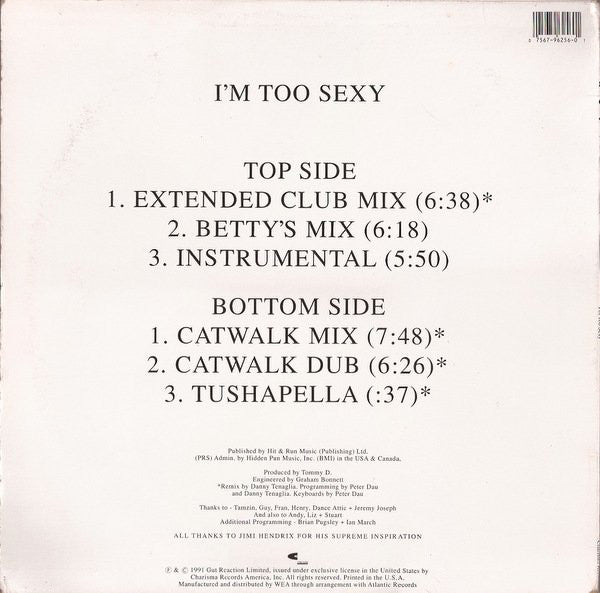 0 7567-96256-0 1
I'M TOO SEXY
TOP SIDE
1. EXTENDED CLUB MIX (6:38)*
2. BETTY'S MIX (6:18)
3. INSTRUMENTAL (5:50)
BOTTOM SIDE
1. CATWALK MIX (7:48)*
2. CATWALK DUB (6:26)*
3. TUSHAPELLA (:37)*
Published by Hit & Run Music (Publishing) Ltd.
(PRS) Admin. by Hidden Pun Music, Inc. (BMI) in the USA & Canada.
Produced by Tommy D.
Engineered by Graham Bonnett
*Remix by Danny Tenaglia. Programming by Peter Dau
and Danny Tenaglia. Keyboards by Peter Dau
Thanks to - Tamzin, Guy, Fran, Henry, Dance Attic + Jeremy Joseph
And also to Andy, Liz + Stuart
Additional Programming - Brian Pugsley + Ian March
ALL THANKS TO JIMI HENDRIX FOR HIS SUPREME INSPIRATION
℗ & © 1991 Gut Reaction Limited, issued under exclusive license in the United States by
Charisma Records America, Inc. All rights reserved. Printed in the U.S.A.
Manufactured and distributed by WEA through arrangement with Atlantic Records